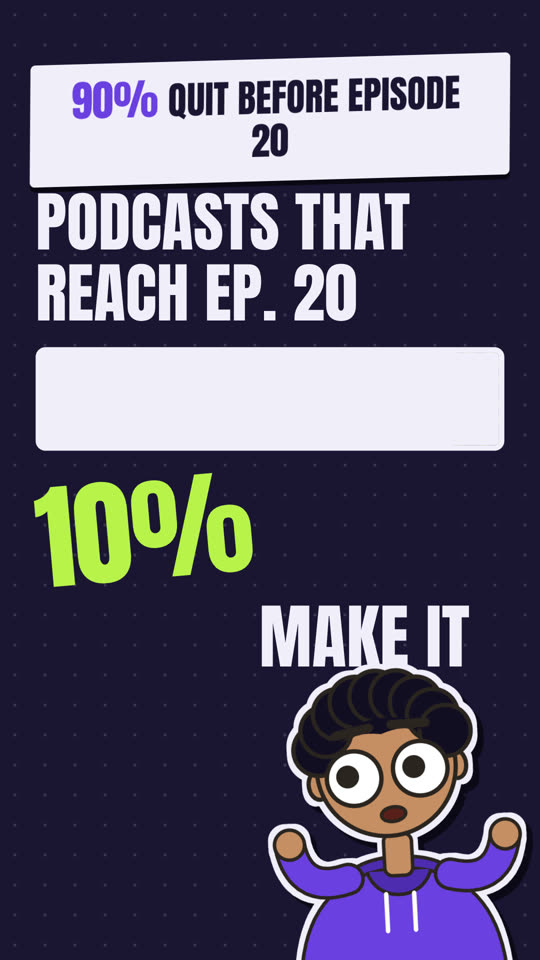 90% QUIT BEFORE EPISODE
20
PODCASTS THAT
REACH EP. 20
10%
MAKE IT